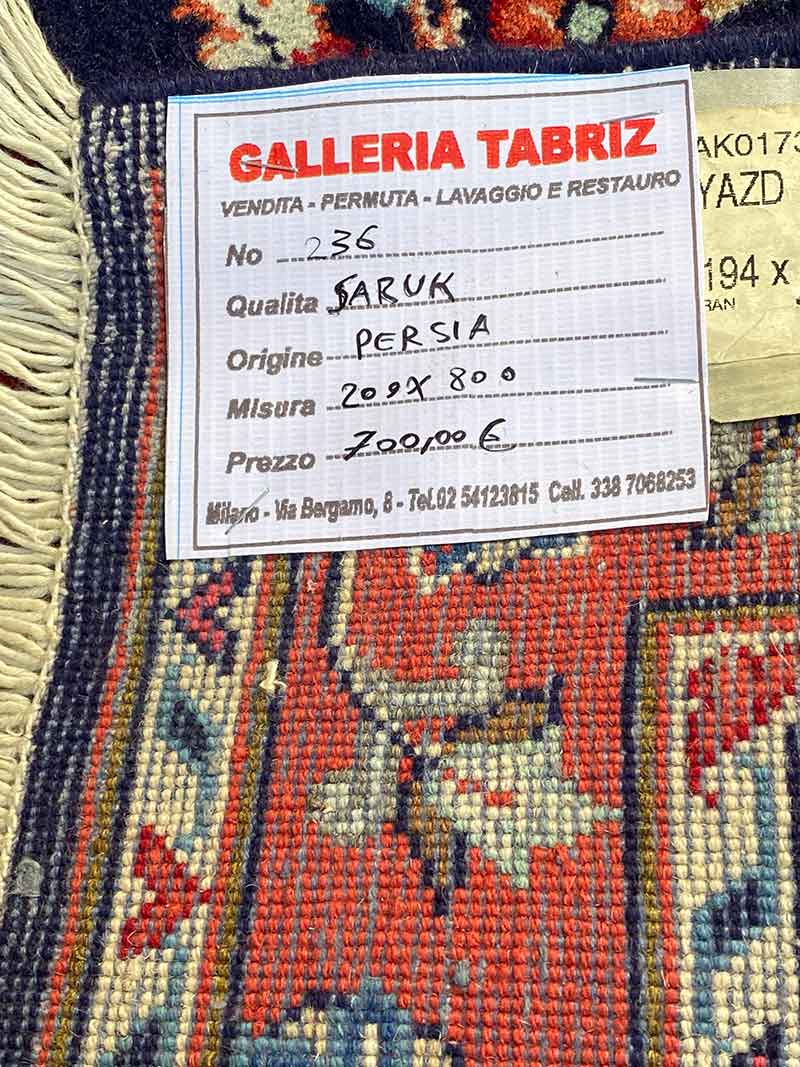 GALLERIA TABRIZ
VENDITA - PERMUTA - LAVAGGIO E RESTAURO
No 236
Qualita SARUK
Origine PERSIA
Misura 200X 800
Prezzo 700,00 €
Milano - Via Bergamo, 8 - Tel.02 54123815 Cell. 338 7068253
AK0173
YAZD
194 x
RAN